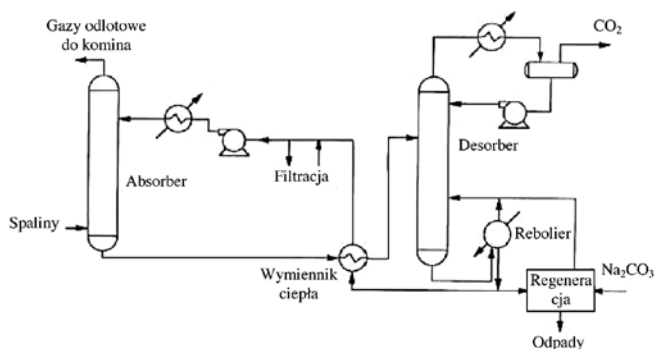 Gazy odlotowe
do komina
CO₂
Absorber
Filtracja
Desorber
Spaliny
Wymiennik
ciepła
Rebolier
Regenera
cja
Na₂CO₃
Odpady